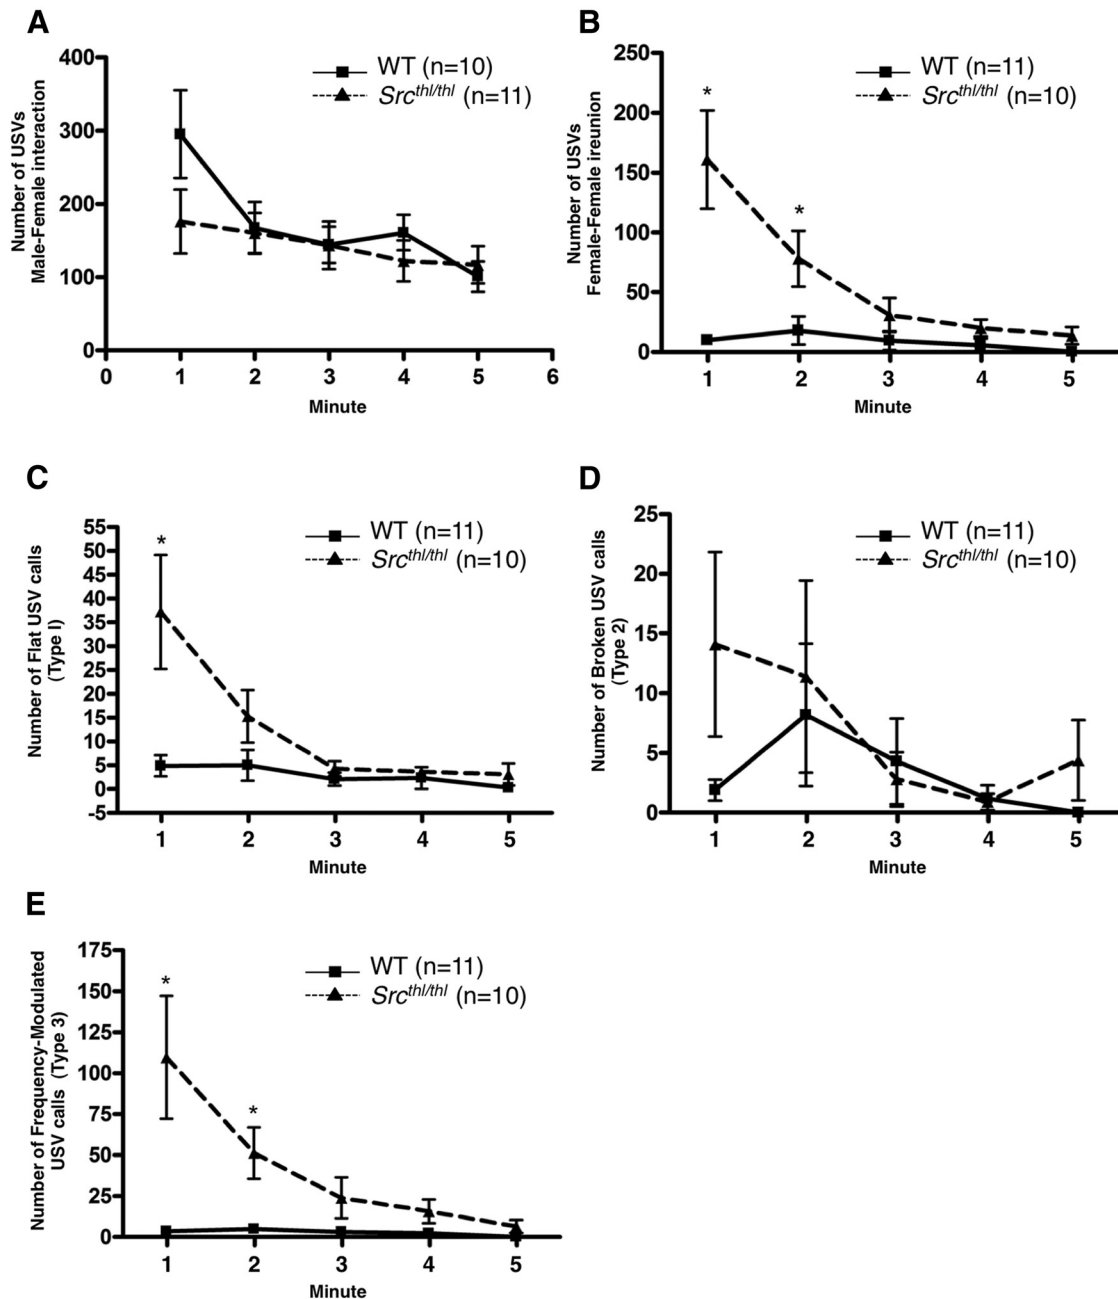 A
Number of USVs
Male-Female interaction
400
300
200
100
0
WT (n=10)
Src^thl/thl (n=11)
0 1 2 3 4 5 6
Minute
B
Number of USVs
Female-Female ireunion
250
200
150
100
50
0
WT (n=11)
Src^thl/thl (n=10)
*
*
1 2 3 4 5
Minute
C
Number of Flat USV calls
(Type I)
55
50
45
40
35
30
25
20
15
10
5
0
-5
WT (n=11)
Src^thl/thl (n=10)
*
1 2 3 4 5
Minute
D
Number of Broken USV calls
(Type 2)
25
20
15
10
5
0
WT (n=11)
Src^thl/thl (n=10)
1 2 3 4 5
Minute
E
Number of Frequency-Modulated
USV calls (Type 3)
175
150
125
100
75
50
25
0
WT (n=11)
Src^thl/thl (n=10)
*
*
1 2 3 4 5
Minute